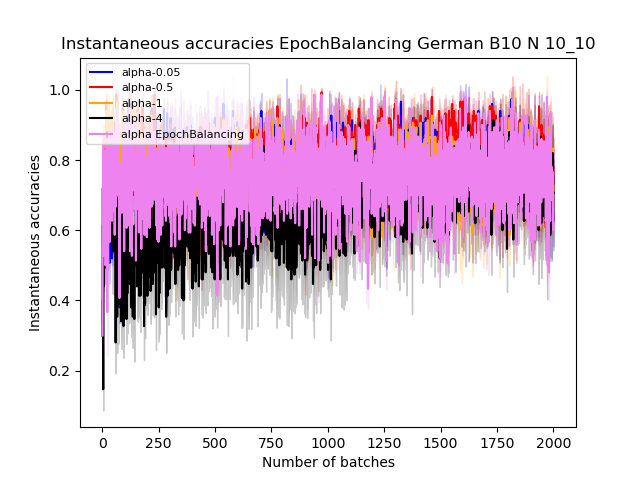 Instantaneous accuracies EpochBalancing German B10 N 10_10
alpha-0.05
alpha-0.5
alpha-1
alpha-4
alpha EpochBalancing
Instantaneous accuracies
1.0
0.8
0.6
0.4
0.2
0 250 500 750 1000 1250 1500 1750 2000
Number of batches